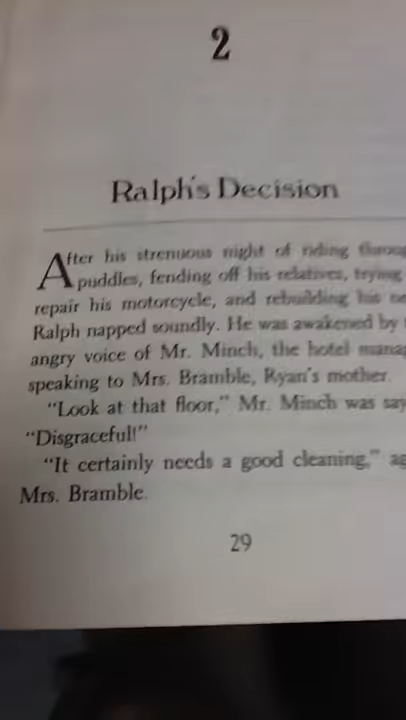 2
Ralph's Decision
After his strenuous night of riding
puddles, fending off his relatives, trying
repair his motorcycle, and rebuilding his
Ralph napped soundly. He was awakened by
angry voice of Mr. Minch, the hotel
speaking to Mrs. Bramble, Ryan's mother.
"Look at that floor," Mr. Minch was
"Disgraceful!"
"It certainly needs a good cleaning,"
Mrs. Bramble.
29